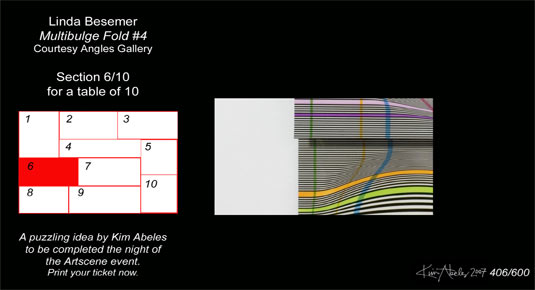 Linda Besemer
Multibulge Fold #4
Courtesy Angles Gallery
Section 6/10
for a table of 10
1 2 3
4 5
6 7
8 9 10
A puzzling idea by Kim Abeles
to be completed the night of
the Artscene event.
Print your ticket now.
Kim Abeles 2007 406/600